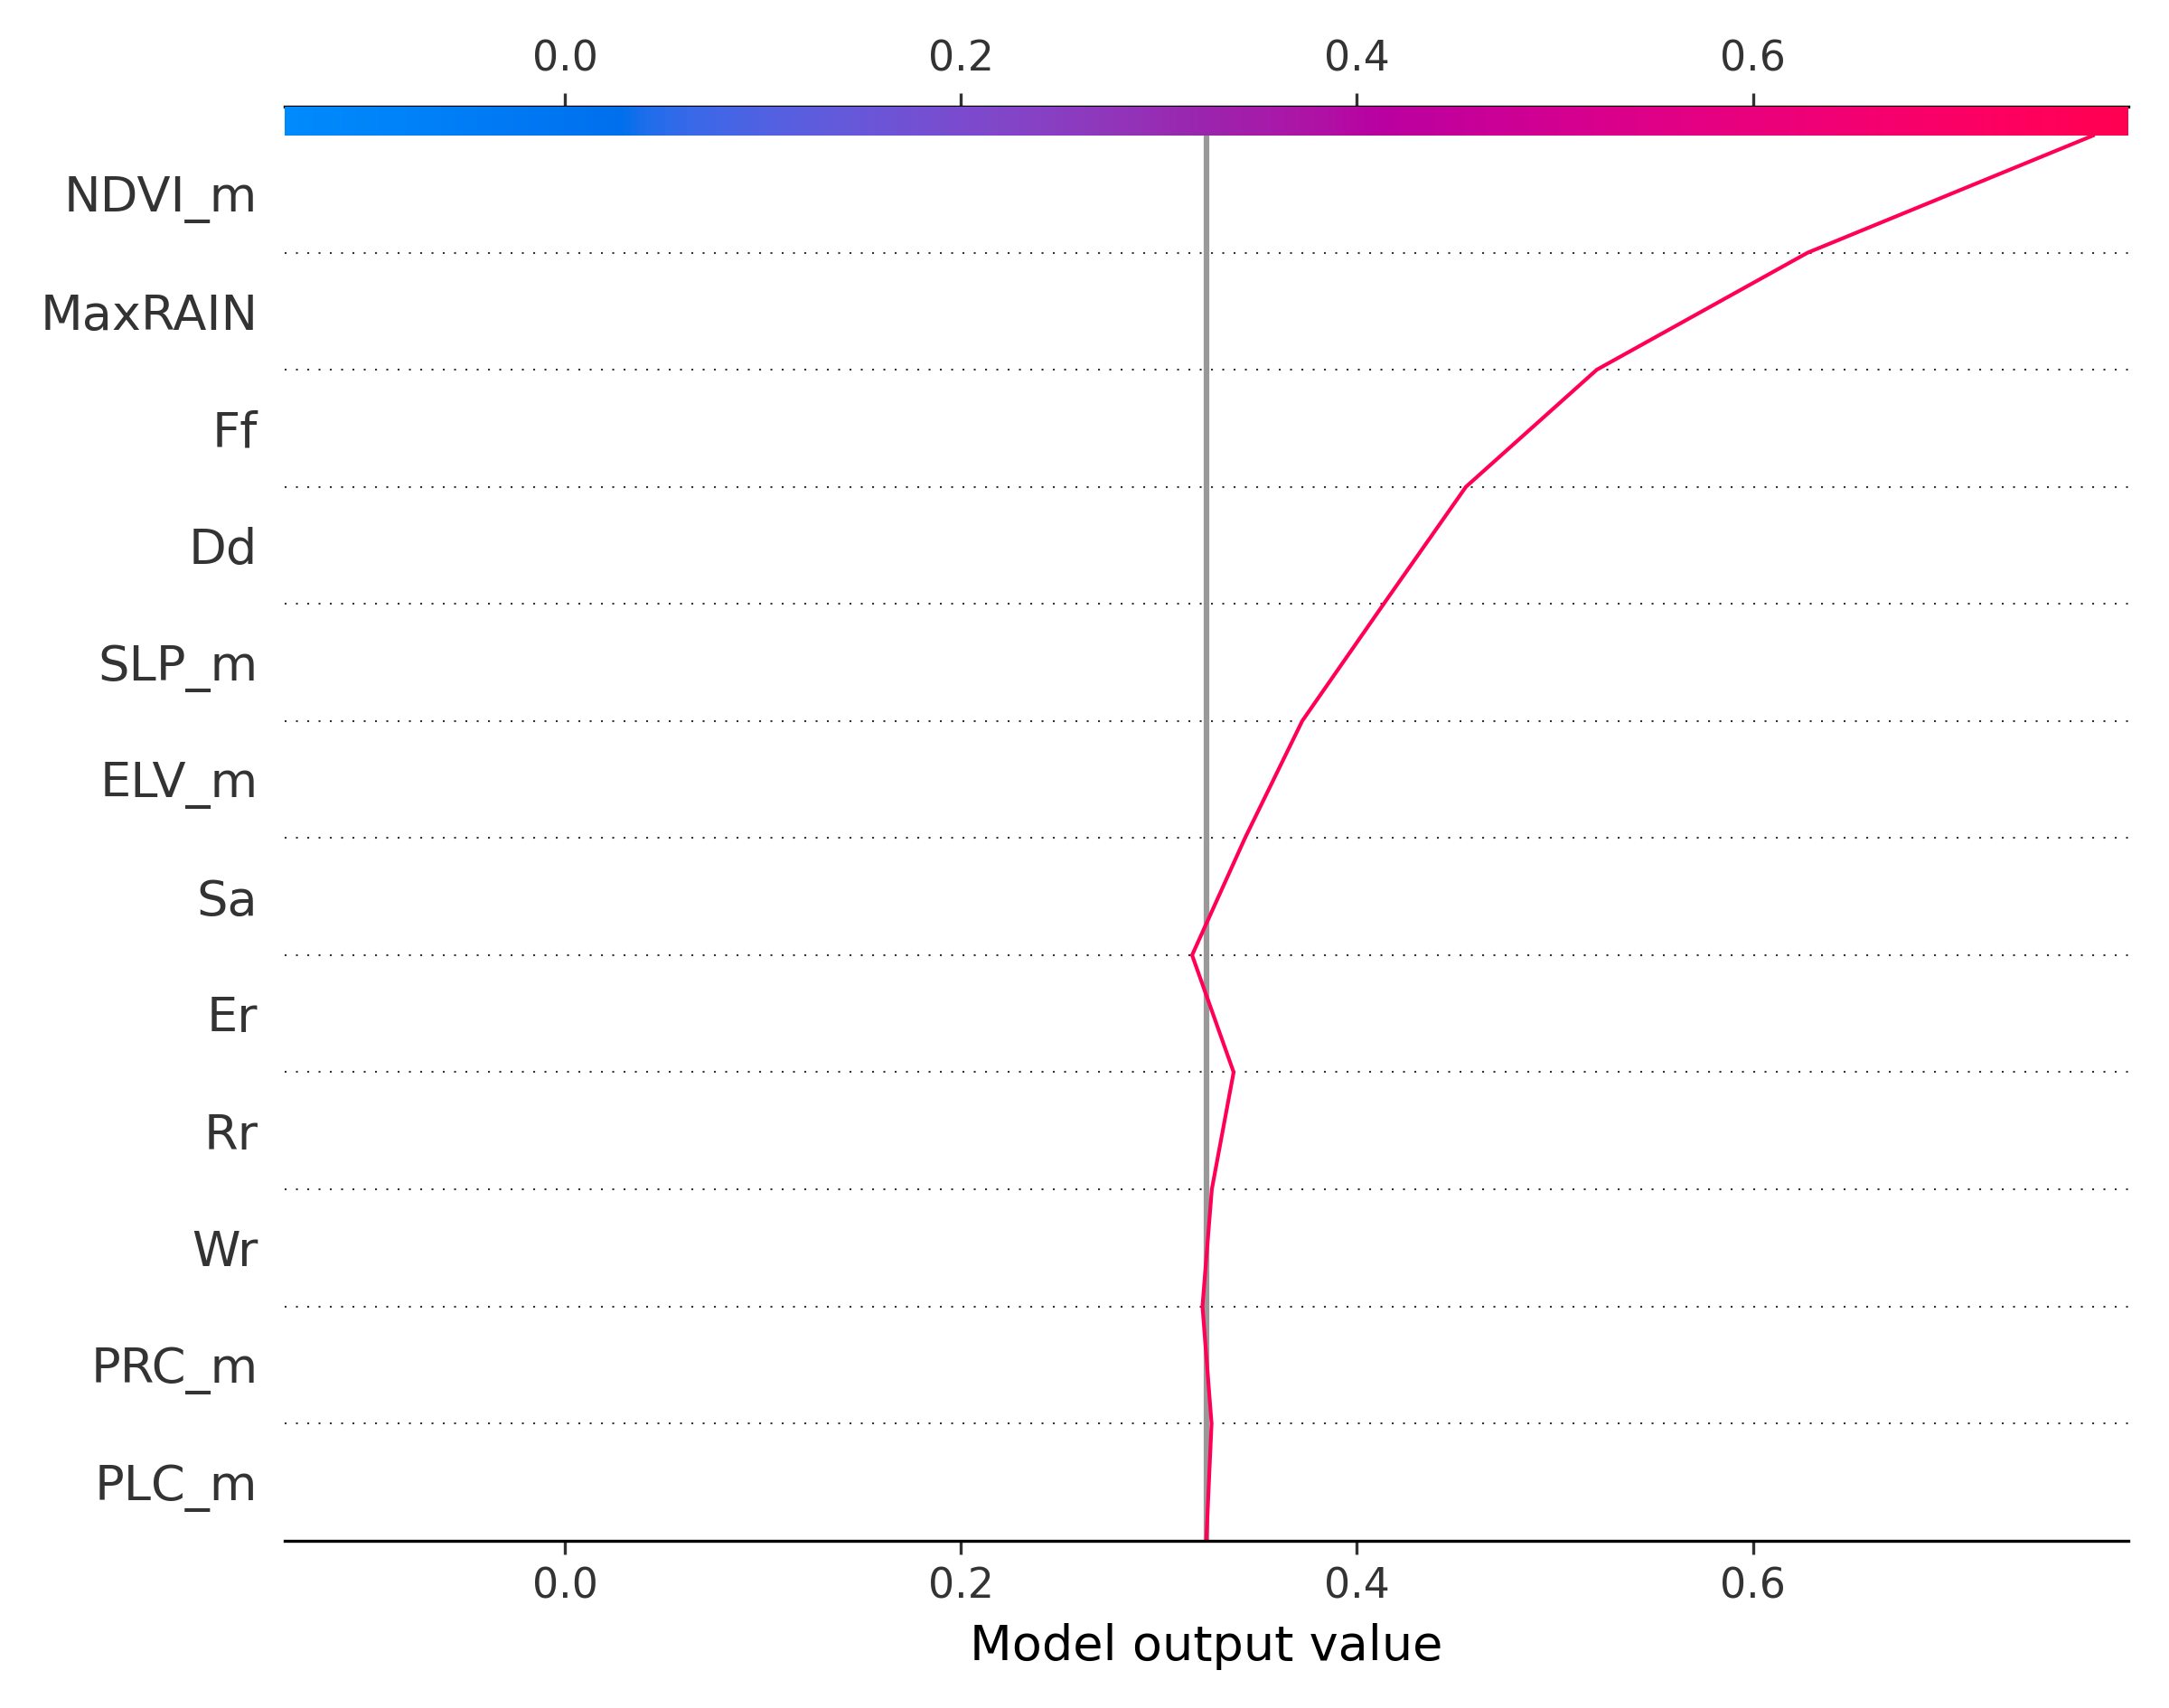 0.0 0.2 0.4 0.6
NDVI_m
MaxRAIN
Ff
Dd
SLP_m
ELV_m
Sa
Er
Rr
Wr
PRC_m
PLC_m
0.0 0.2 0.4 0.6
Model output value